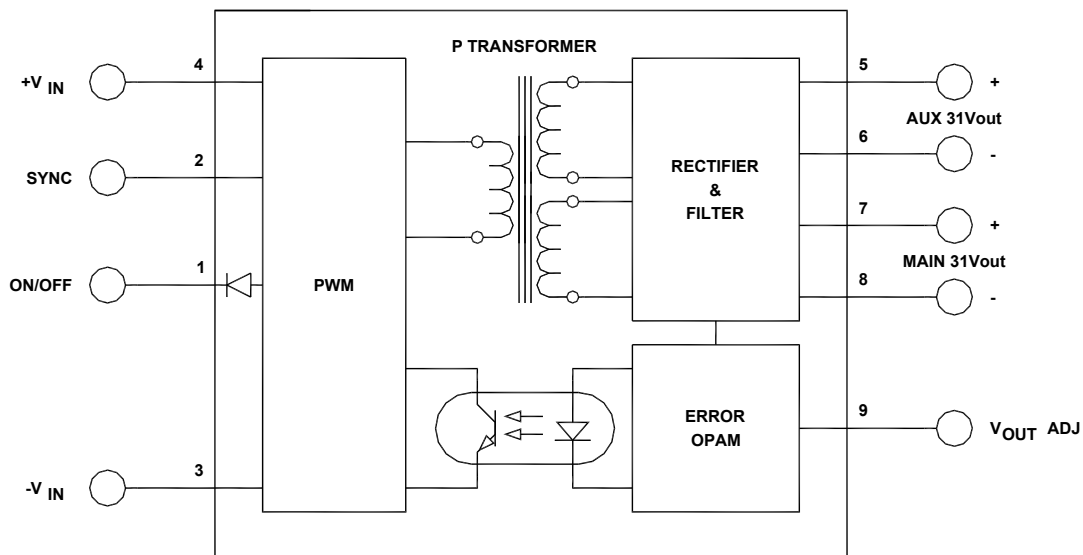 P TRANSFORMER
4
+V IN
2
SYNC
1
ON/OFF
3
-V IN
PWM
RECTIFIER
&
FILTER
ERROR
OPAM
5
+
AUX 31Vout
6
-
7
+
MAIN 31Vout
8
-
9
VOUT ADJ